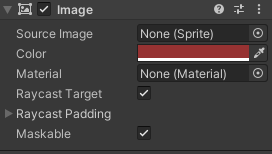 Image
Source Image None (Sprite)
Color
Material None (Material)
Raycast Target
Raycast Padding
Maskable